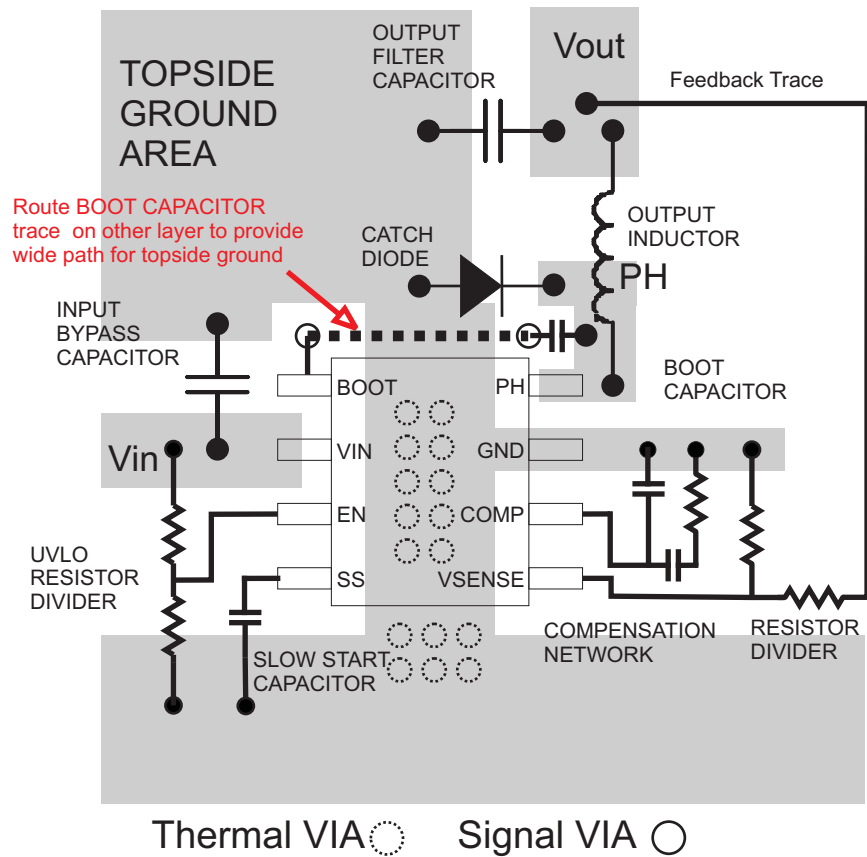 TOPSIDE
GROUND
AREA
OUTPUT
FILTER
CAPACITOR
Vout
Feedback Trace
Route BOOT CAPACITOR
trace on other layer to provide
wide path for topside ground
CATCH
DIODE
OUTPUT
INDUCTOR
PH
INPUT
BYPASS
CAPACITOR
BOOT
CAPACITOR
BOOT
PH
Vin
VIN
GND
EN
COMP
UVLO
RESISTOR
DIVIDER
SS
VSENSE
SLOW START
CAPACITOR
COMPENSATION
NETWORK
RESISTOR
DIVIDER
Thermal VIA
Signal VIA